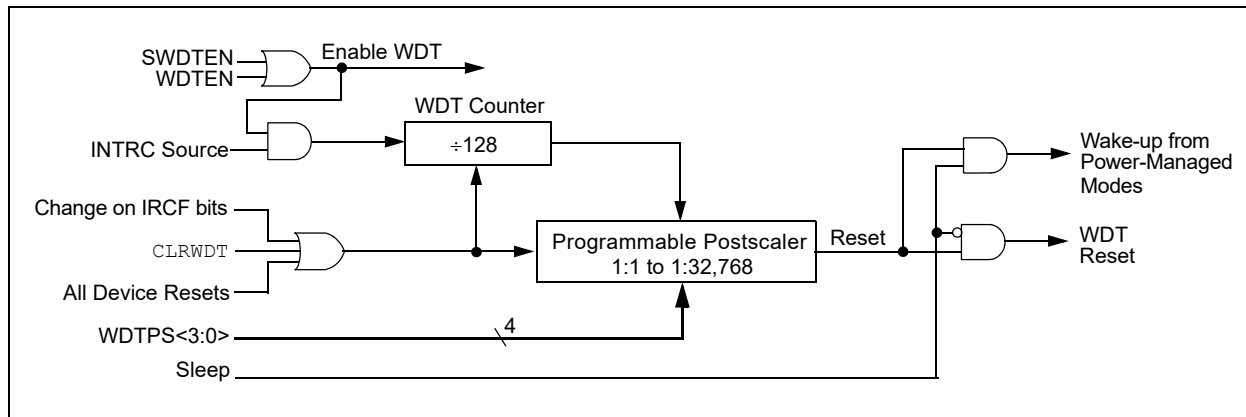 SWDTEN
WDTEN
Enable WDT
WDT Counter
÷128
INTRC Source
Wake-up from
Power-Managed
Modes
Change on IRCF bits
CLRWDT
All Device Resets
Programmable Postscaler
1:1 to 1:32,768
Reset
WDT
Reset
WDTPS<3:0>
4
Sleep